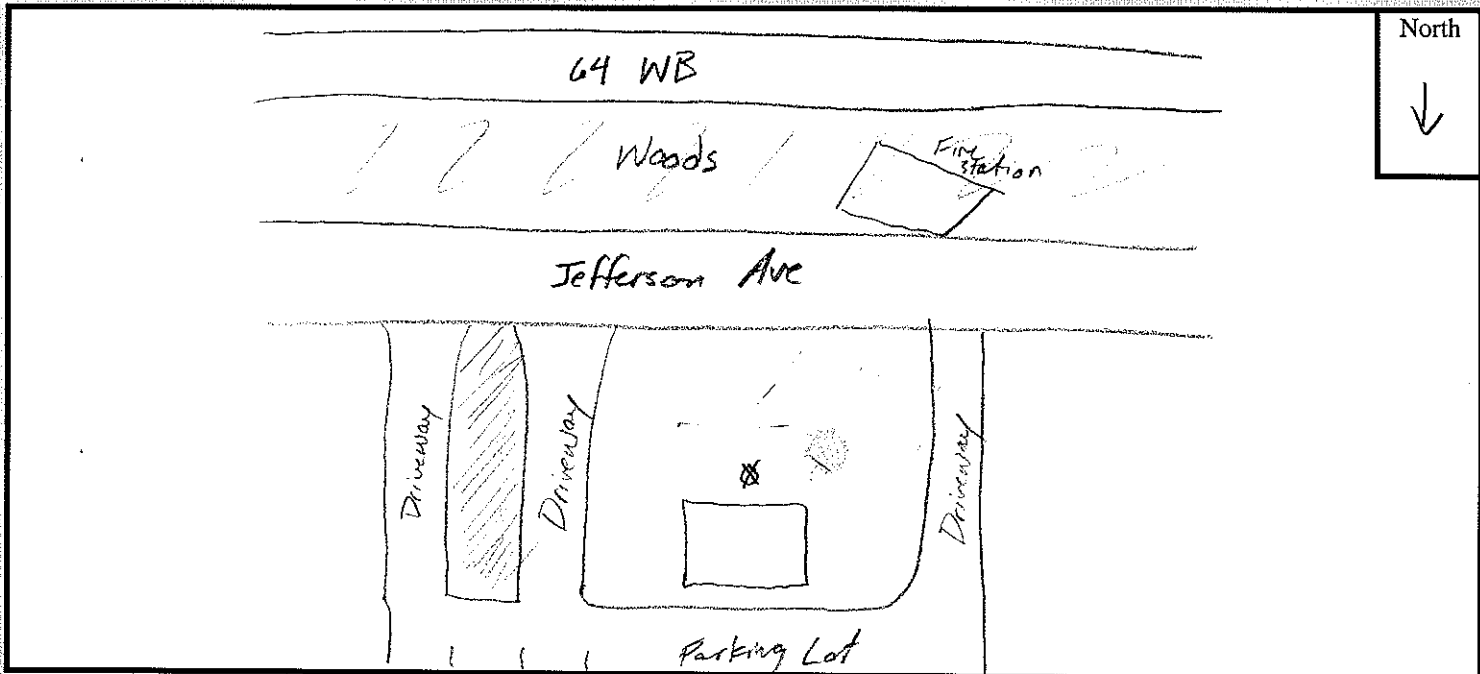 North
64 WB
Woods
Fire
Station
Jefferson Ave
Driveway
Driveway
Driveway
Parking Lot